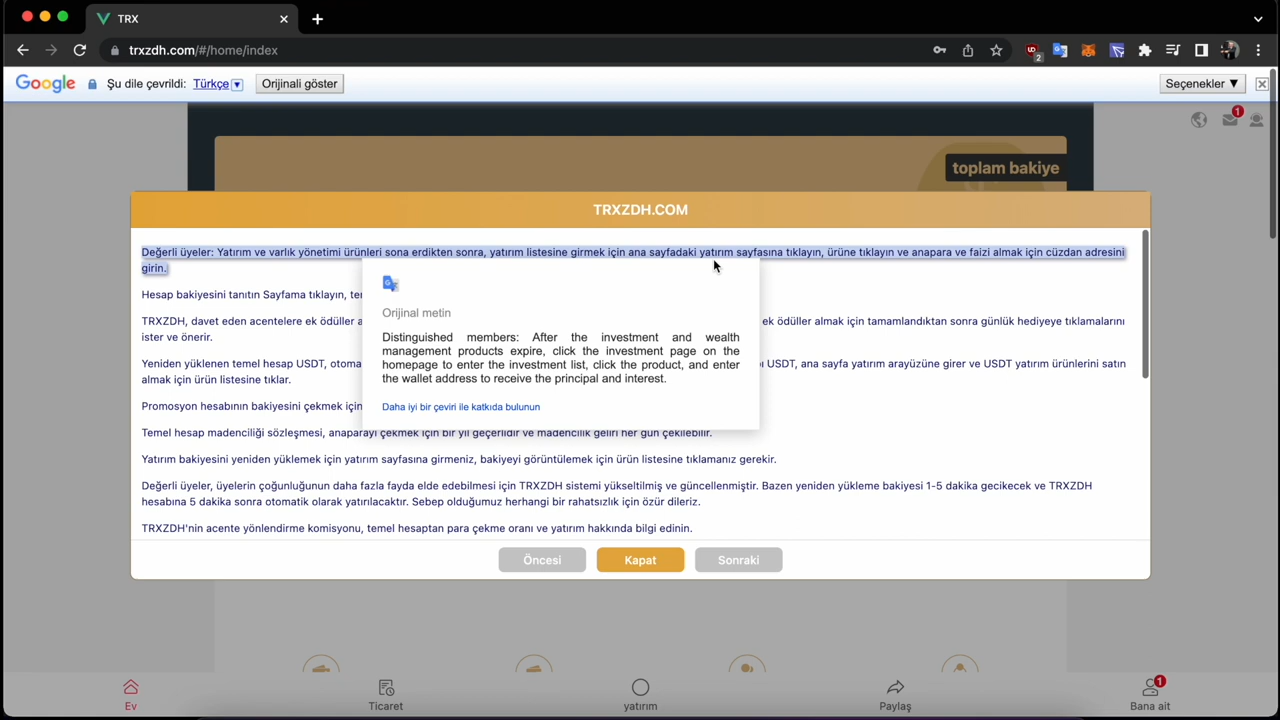 TRX
trxzdh.com/#/home/index
2
Google Şu dile çevrildi: Türkçe Orijinali göster Seçenekler ▼
1
toplam bakiye
TRXZDH.COM
Değerli üyeler: Yatırım ve varlık yönetimi ürünleri sona erdikten sonra, yatırım listesine girmek için ana sayfadaki yatırım sayfasına tıklayın, ürüne tıklayın ve anapara ve faizi almak için cüzdan adresini
girin.
Orijinal metin
Distinguished members: After the investment and wealth
management products expire, click the investment page on the
homepage to enter the investment list, click the product, and enter
the wallet address to receive the principal and interest.
Daha iyi bir çeviri ile katkıda bulunun
Hesap bakiyesini tanıtın Sayfama tıklayın,
TRXZDH, davet eden acentelere ek ödüller ek ödüller almak için tamamlandıktan sonra günlük hediyeye tıklamalarını
ister ve önerir.
Yeniden yüklenen temel hesap USDT, USDT, ana sayfa yatırım arayüzüne girer ve USDT yatırım ürünlerini satın
almak için ürün listesine tıklar.
Promosyon hesabının bakiyesini çekmek için
Temel hesap madenciliği sözleşmesi, anaparayı çekmek için bir yıl geçerlidir ve madencilik geliri her gün çekilebilir.
Yatırım bakiyesini yeniden yüklemek için yatırım sayfasına girmeniz, bakiyeyi görüntülemek için ürün listesine tıklamanız gerekir.
Değerli üyeler, üyelerin çoğunluğunun daha fazla fayda elde edebilmesi için TRXZDH sistemi yükseltilmiş ve güncellenmiştir. Bazen yeniden yükleme bakiyesi 1-5 dakika gecikecek ve TRXZDH
hesabına 5 dakika sonra otomatik olarak yatırılacaktır. Sebep olduğumuz herhangi bir rahatsızlık için özür dileriz.
TRXZDH'nin acente yönlendirme komisyonu, temel hesaptan para çekme oranı ve yatırım hakkında bilgi edinin.
Öncesi Kapat Sonraki
1
Ev Ticaret yatırım Paylaş Bana ait